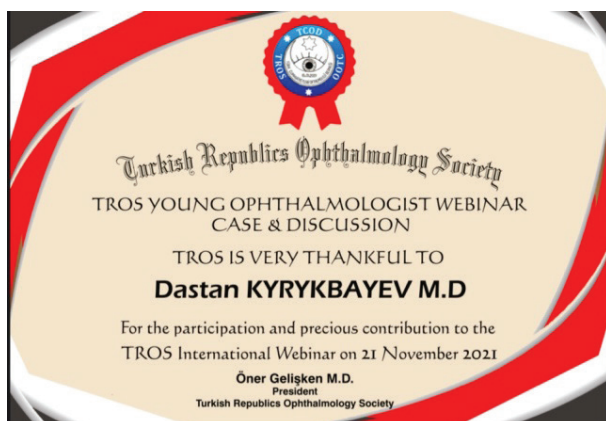 TCOD
TROS
OOTC
Turkish Republics Ophthalmology Society
TROS YOUNG OPHTHALMOLOGIST WEBINAR
CASE & DISCUSSION
TROS IS VERY THANKFUL TO
Dastan KYRYKBAYEV M.D
For the participation and precious contribution to the
TROS International Webinar on 21 November 2021
Öner Gelişken M.D.
President
Turkish Republics Ophthalmology Society